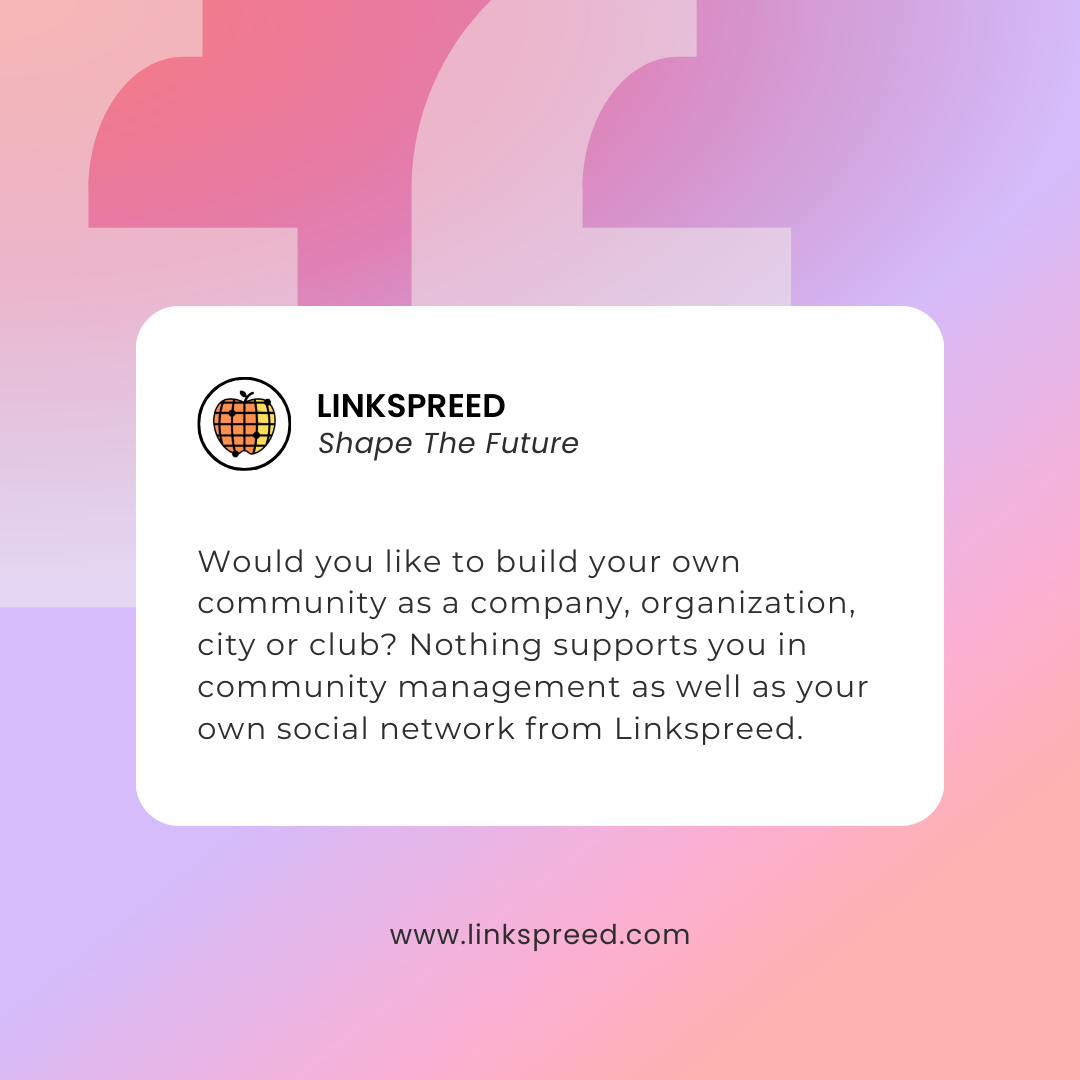 LINKSPREED
Shape The Future
Would you like to build your own
community as a company, organization,
city or club? Nothing supports you in
community management as well as your
own social network from Linkspreed.
www.linkspreed.com